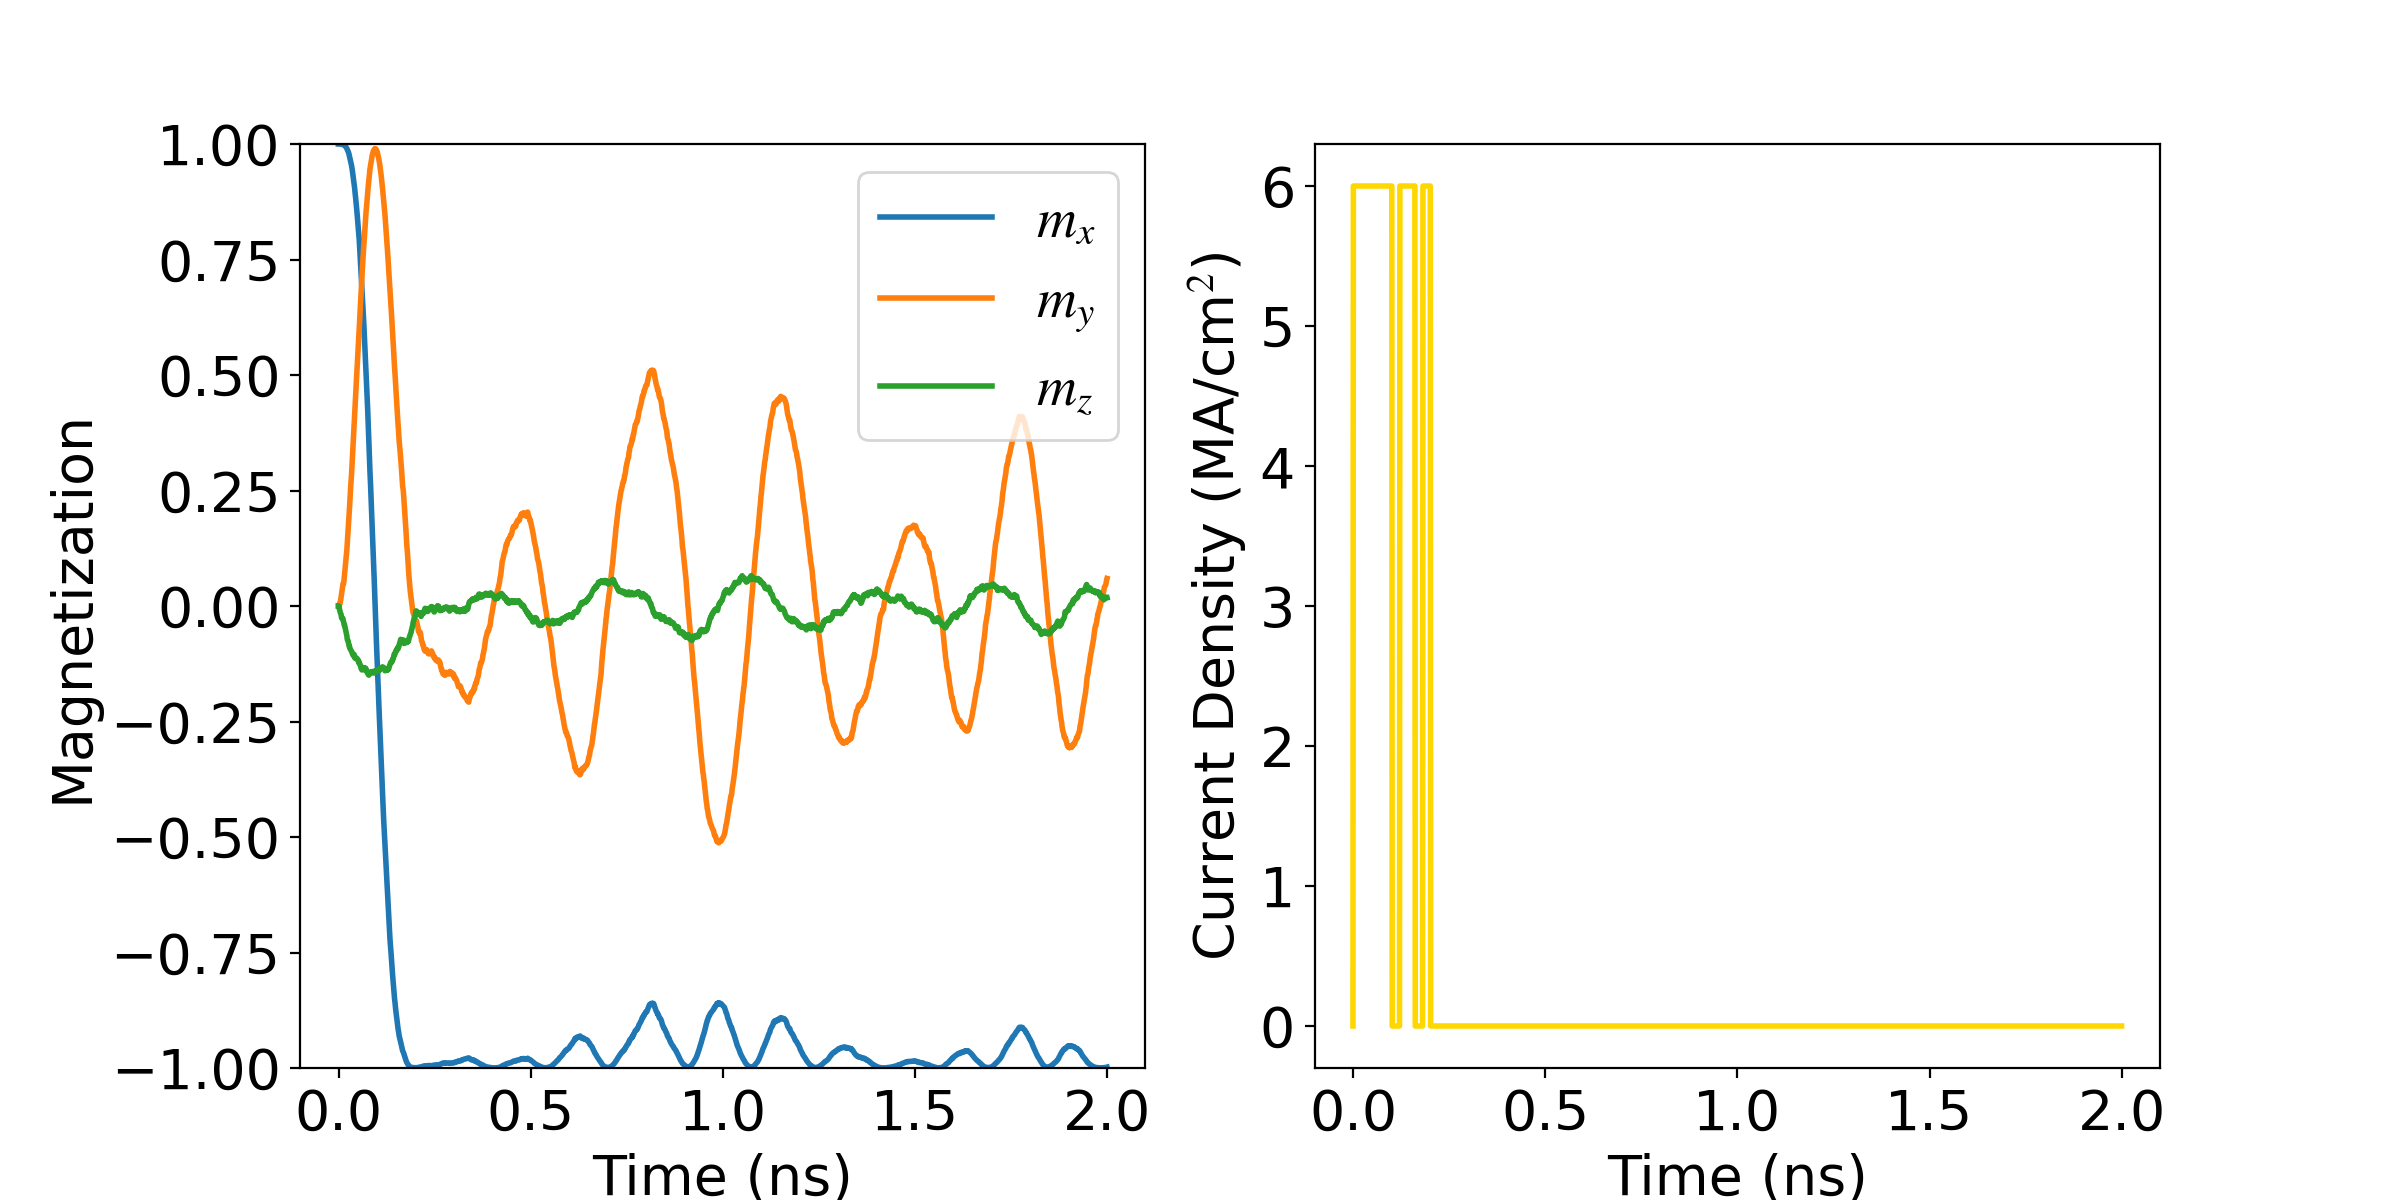 Magnetization
1.00
0.75
0.50
0.25
0.00
−0.25
−0.50
−0.75
−1.00
0.0 0.5 1.0 1.5 2.0
Time (ns)
m_x
m_y
m_z
Current Density (MA/cm²)
6
5
4
3
2
1
0
0.0 0.5 1.0 1.5 2.0
Time (ns)